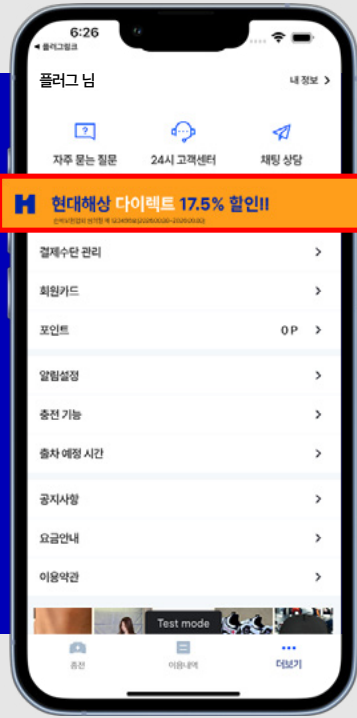 6:26
◀ 플러그링크
플러그 님
내 정보
자주 묻는 질문
24시 고객센터
채팅 상담
H 현대해상 다이렉트 17.5% 할인!!
결제수단 관리
회원카드
포인트
0 P
알림설정
충전 기능
출차 예정 시간
공지사항
요금안내
이용약관
Test mode
충전
이용내역
더보기